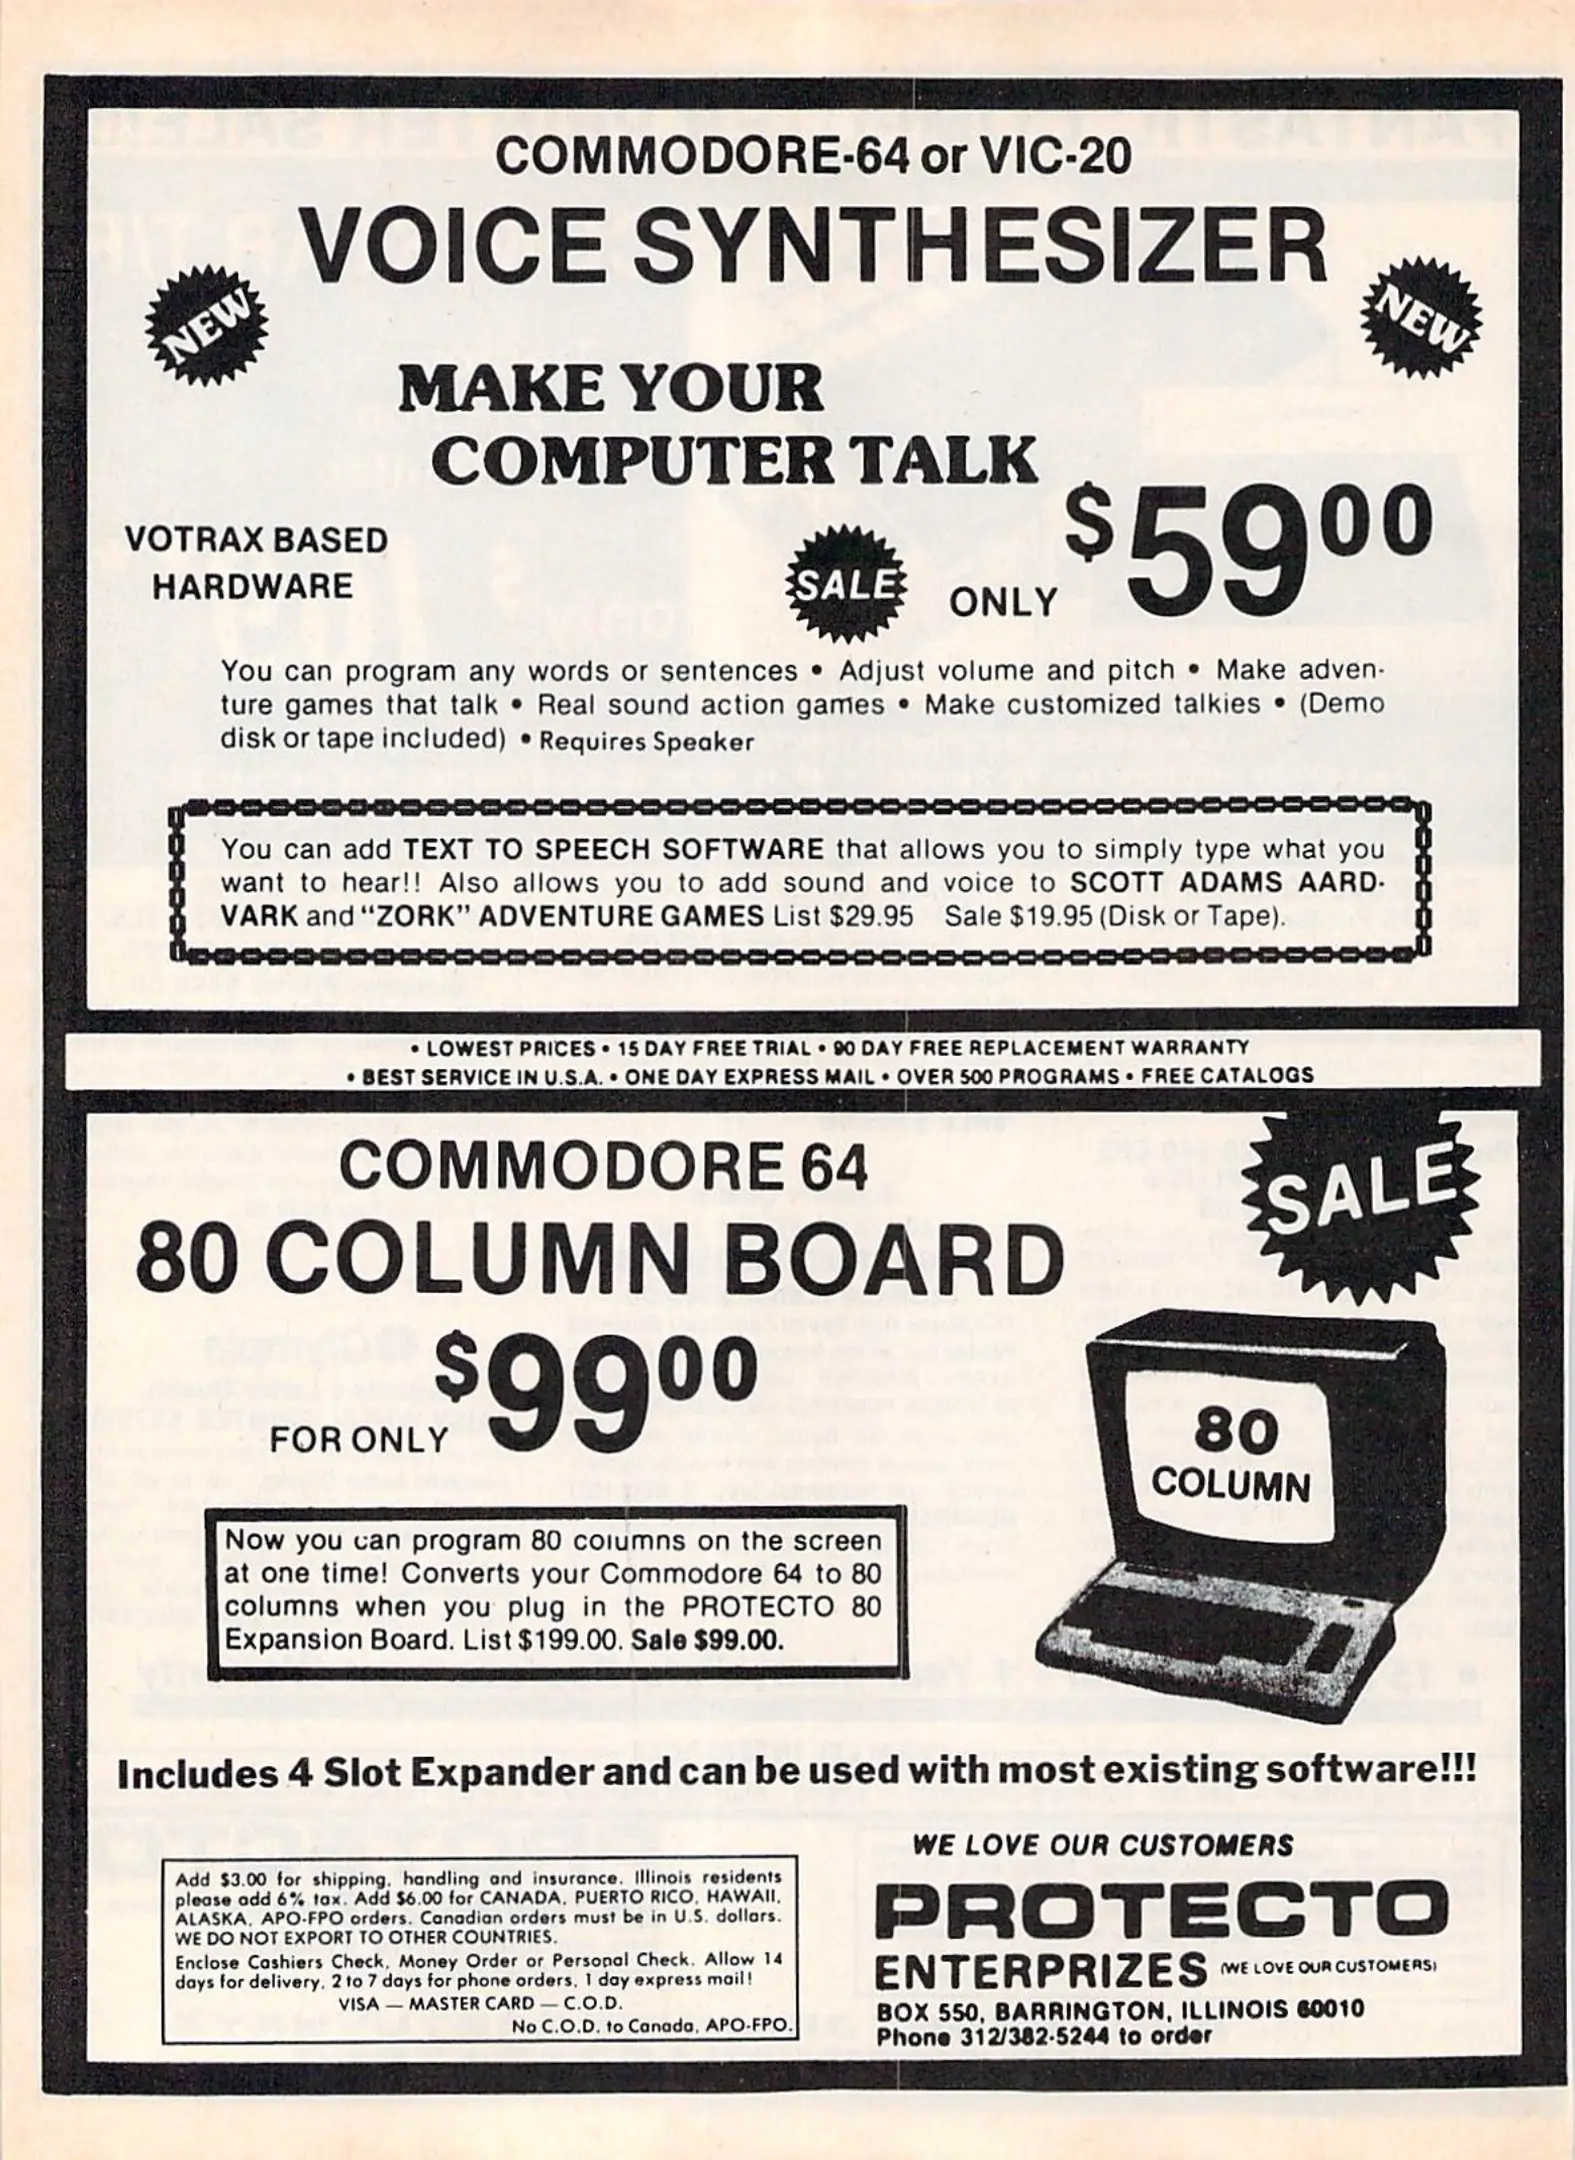 COMMODORE-64 or VIC-20
VOICE SYNTHESIZER
NEW
NEW
MAKE YOUR
COMPUTER TALK
VOTRAX BASED
HARDWARE
SALE
ONLY $5900
You can program any words or sentences • Adjust volume and pitch • Make adven-
ture games that talk • Real sound action games • Make customized talkies • (Demo
disk or tape included) • Requires Speaker
You can add TEXT TO SPEECH SOFTWARE that allows you to simply type what you
want to hear!! Also allows you to add sound and voice to SCOTT ADAMS AARD-
VARK and "ZORK" ADVENTURE GAMES List $29.95 Sale $19.95 (Disk or Tape).
• LOWEST PRICES • 15 DAY FREE TRIAL • 90 DAY FREE REPLACEMENT WARRANTY
• BEST SERVICE IN U.S.A. • ONE DAY EXPRESS MAIL • OVER 500 PROGRAMS • FREE CATALOGS
COMMODORE 64
SALE
80 COLUMN BOARD
FOR ONLY $9900
80
COLUMN
Now you can program 80 columns on the screen
at one time! Converts your Commodore 64 to 80
columns when you plug in the PROTECTO 80
Expansion Board. List $199.00. Sale $99.00.
Includes 4 Slot Expander and can be used with most existing software!!!
Add $3.00 for shipping, handling and insurance. Illinois residents
please add 6% tax. Add $6.00 for CANADA, PUERTO RICO, HAWAII,
ALASKA, APO-FPO orders. Canadian orders must be in U.S. dollars.
WE DO NOT EXPORT TO OTHER COUNTRIES.
Enclose Cashiers Check, Money Order or Personal Check. Allow 14
days for delivery, 2 to 7 days for phone orders, 1 day express mail!
VISA — MASTER CARD — C.O.D.
No C.O.D. to Canada, APO-FPO.
WE LOVE OUR CUSTOMERS
PROTECTO
ENTERPRIZES (WE LOVE OUR CUSTOMERS)
BOX 550, BARRINGTON, ILLINOIS 60010
Phone 312/382-5244 to order